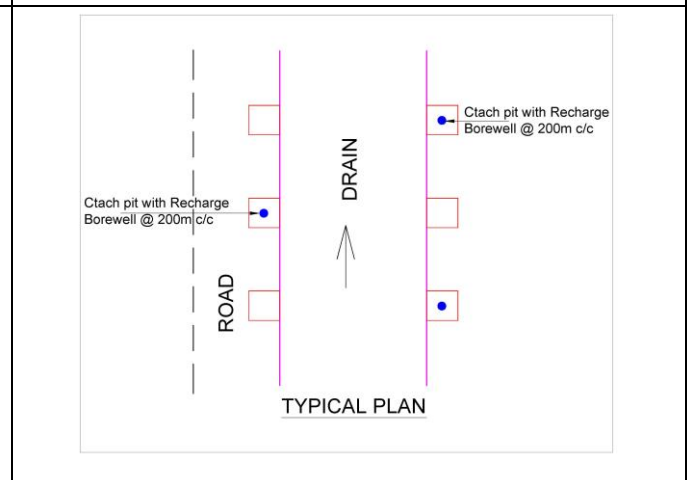 Ctach pit with Recharge
Borewell @ 200m c/c
DRAIN
Ctach pit with Recharge
Borewell @ 200m c/c
ROAD
TYPICAL PLAN